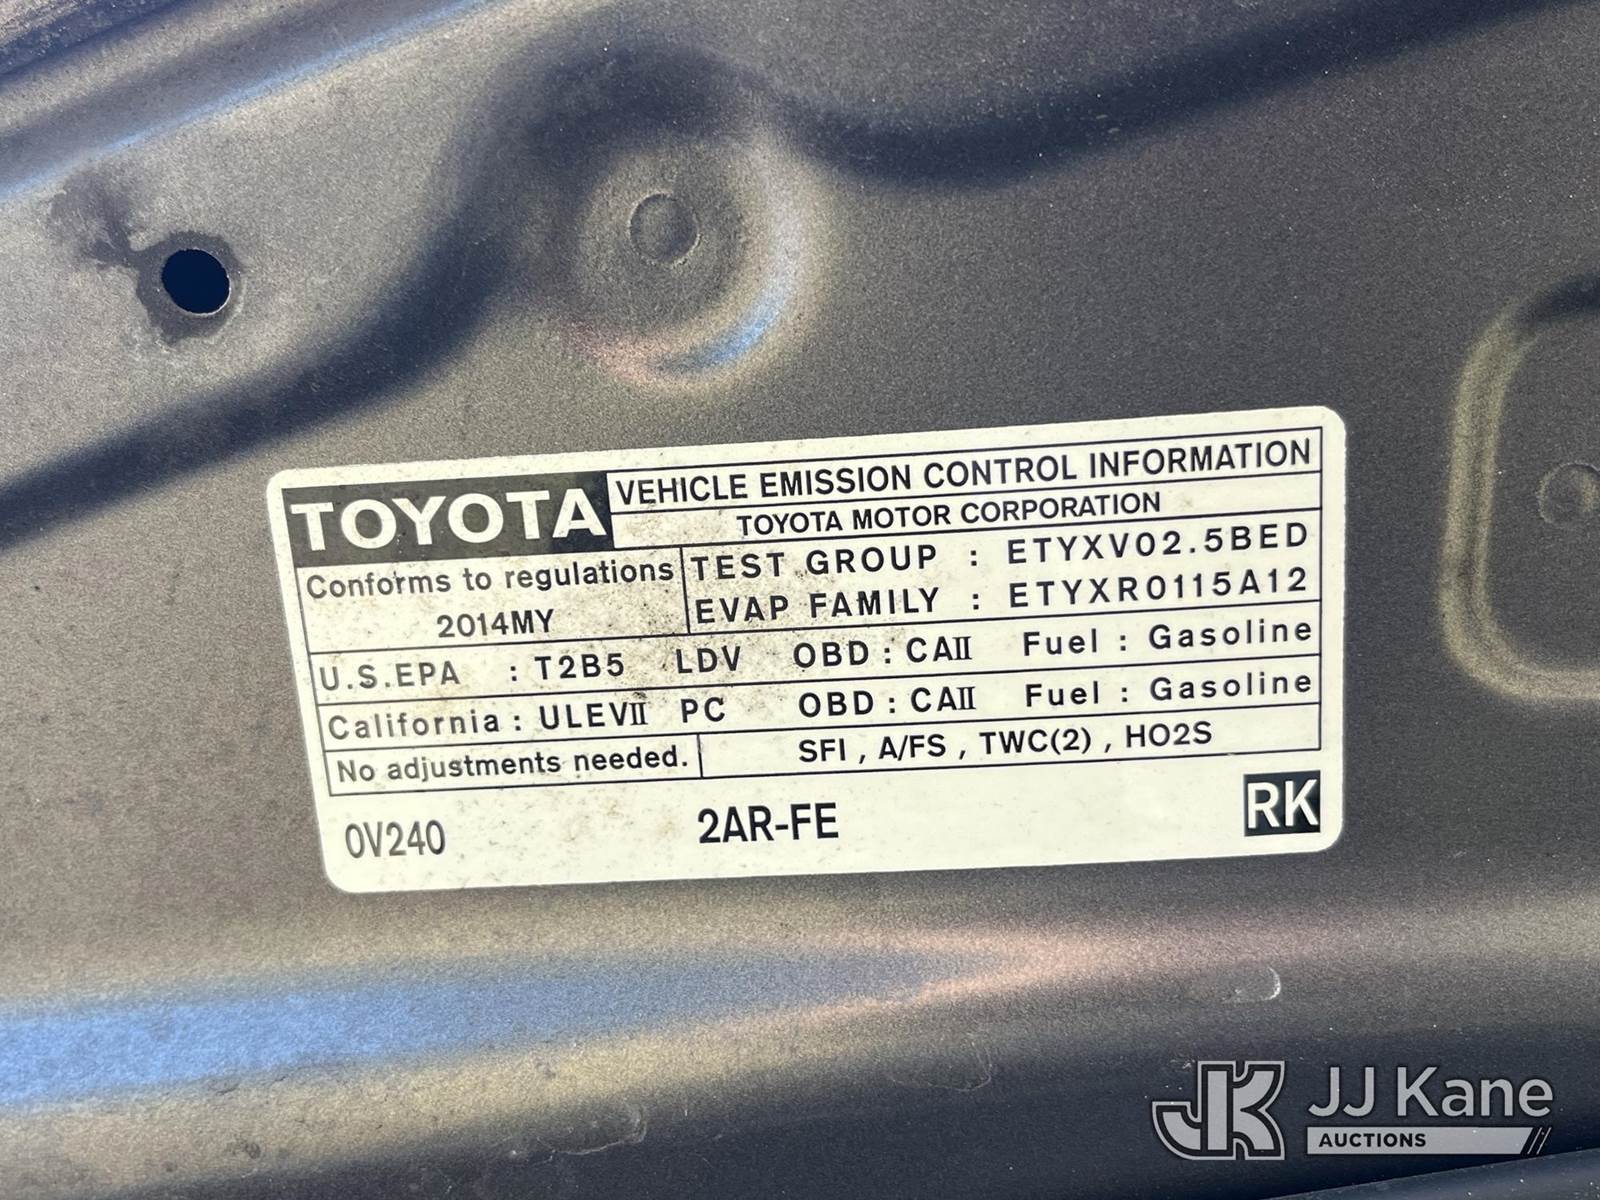 TOYOTA VEHICLE EMISSION CONTROL INFORMATION
TOYOTA MOTOR CORPORATION
Conforms to regulations
2014MY
TEST GROUP : ETYXV02.5BED
EVAP FAMILY : ETYXR0115A12
U.S.EPA : T2B5 LDV OBD : CAII Fuel : Gasoline
California : ULEVII PC OBD : CAII Fuel : Gasoline
No adjustments needed. SFI , A/FS , TWC(2) , HO2S
0V240 2AR-FE RK
JK JJ Kane
AUCTIONS